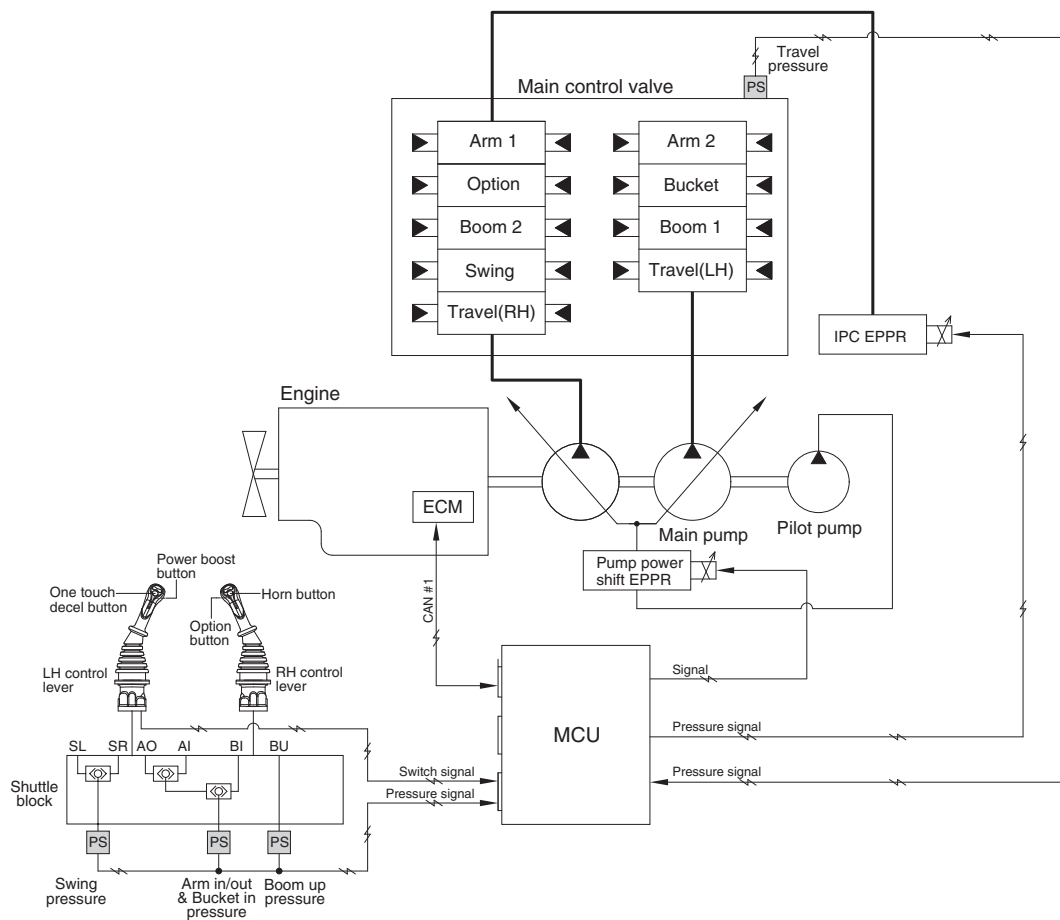 Travel
pressure
PS
Main control valve
Arm 1
Arm 2
Option
Bucket
Boom 2
Boom 1
Swing
Travel(LH)
Travel(RH)
IPC EPPR
Engine
ECM
Main pump
Pilot pump
Pump power
shift EPPR
CAN #1
Power boost
button
One touch
decel button
Horn button
Option
button
LH control
lever
RH control
lever
Signal
MCU
Pressure signal
SL
SR
AO
AI
BI
BU
Shuttle
block
Switch signal
Pressure signal
Pressure signal
PS
PS
PS
Swing
pressure
Arm in/out
& Bucket in
pressure
Boom up
pressure